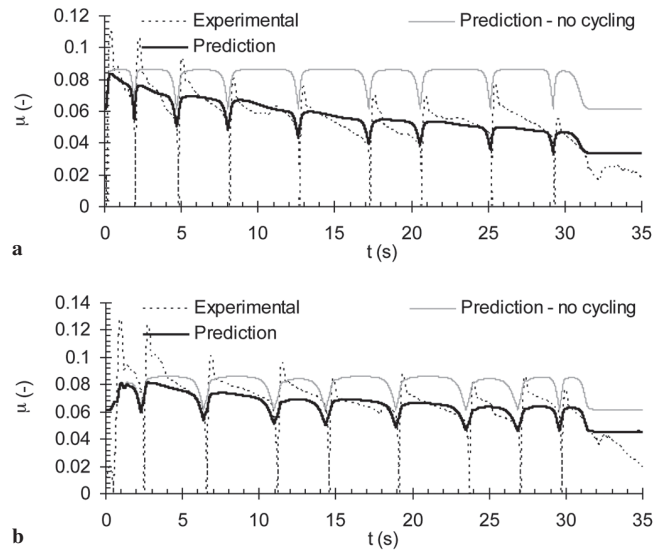 0.12
0.1
0.08
0.06
0.04
0.02
0
μ (-)
Experimental
Prediction - no cycling
Prediction
0 5 10 15 20 25 30 35
t (s)
a
0.14
0.12
0.1
0.08
0.06
0.04
0.02
0
μ (-)
Experimental
Prediction - no cycling
Prediction
0 5 10 15 20 25 30 35
t (s)
b